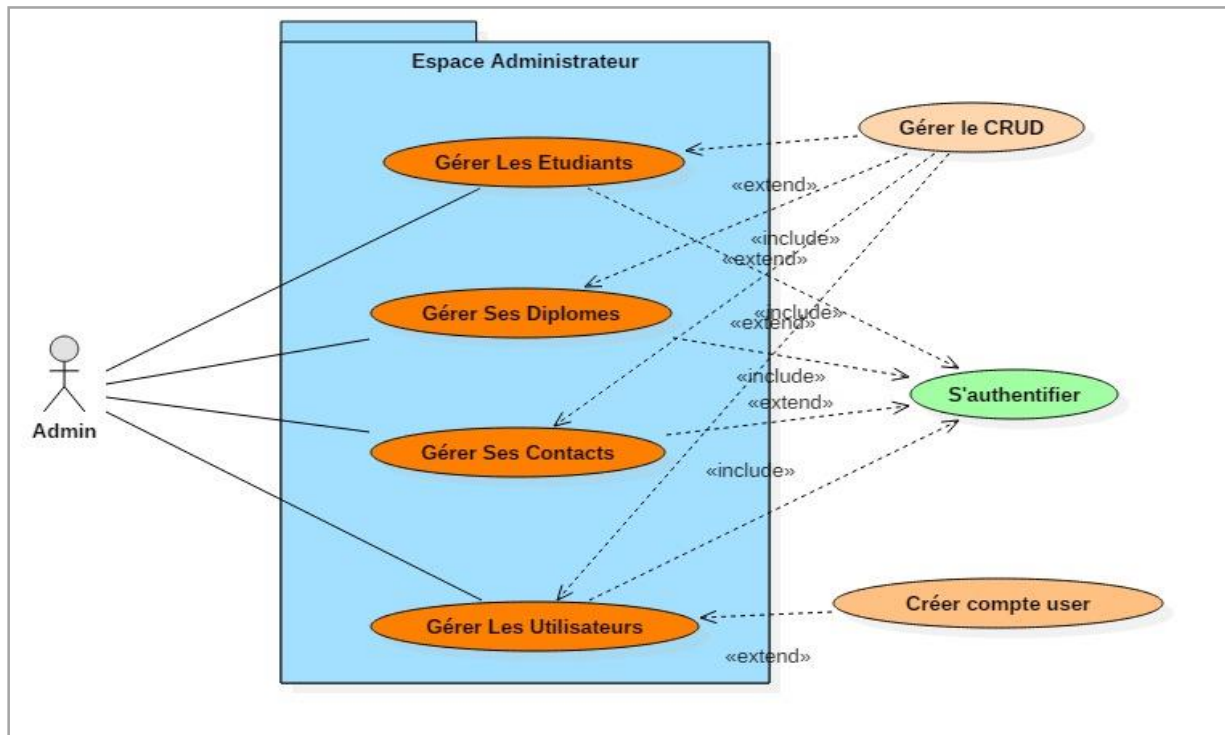 Espace Administrateur
Gérer le CRUD
Gérer Les Etudiants
«extend»
«include»
«extend»
Gérer Ses Diplomes
«include»
«extend»
«include»
S'authentifier
«extend»
Admin
Gérer Ses Contacts
«include»
Créer compte user
Gérer Les Utilisateurs
«extend»